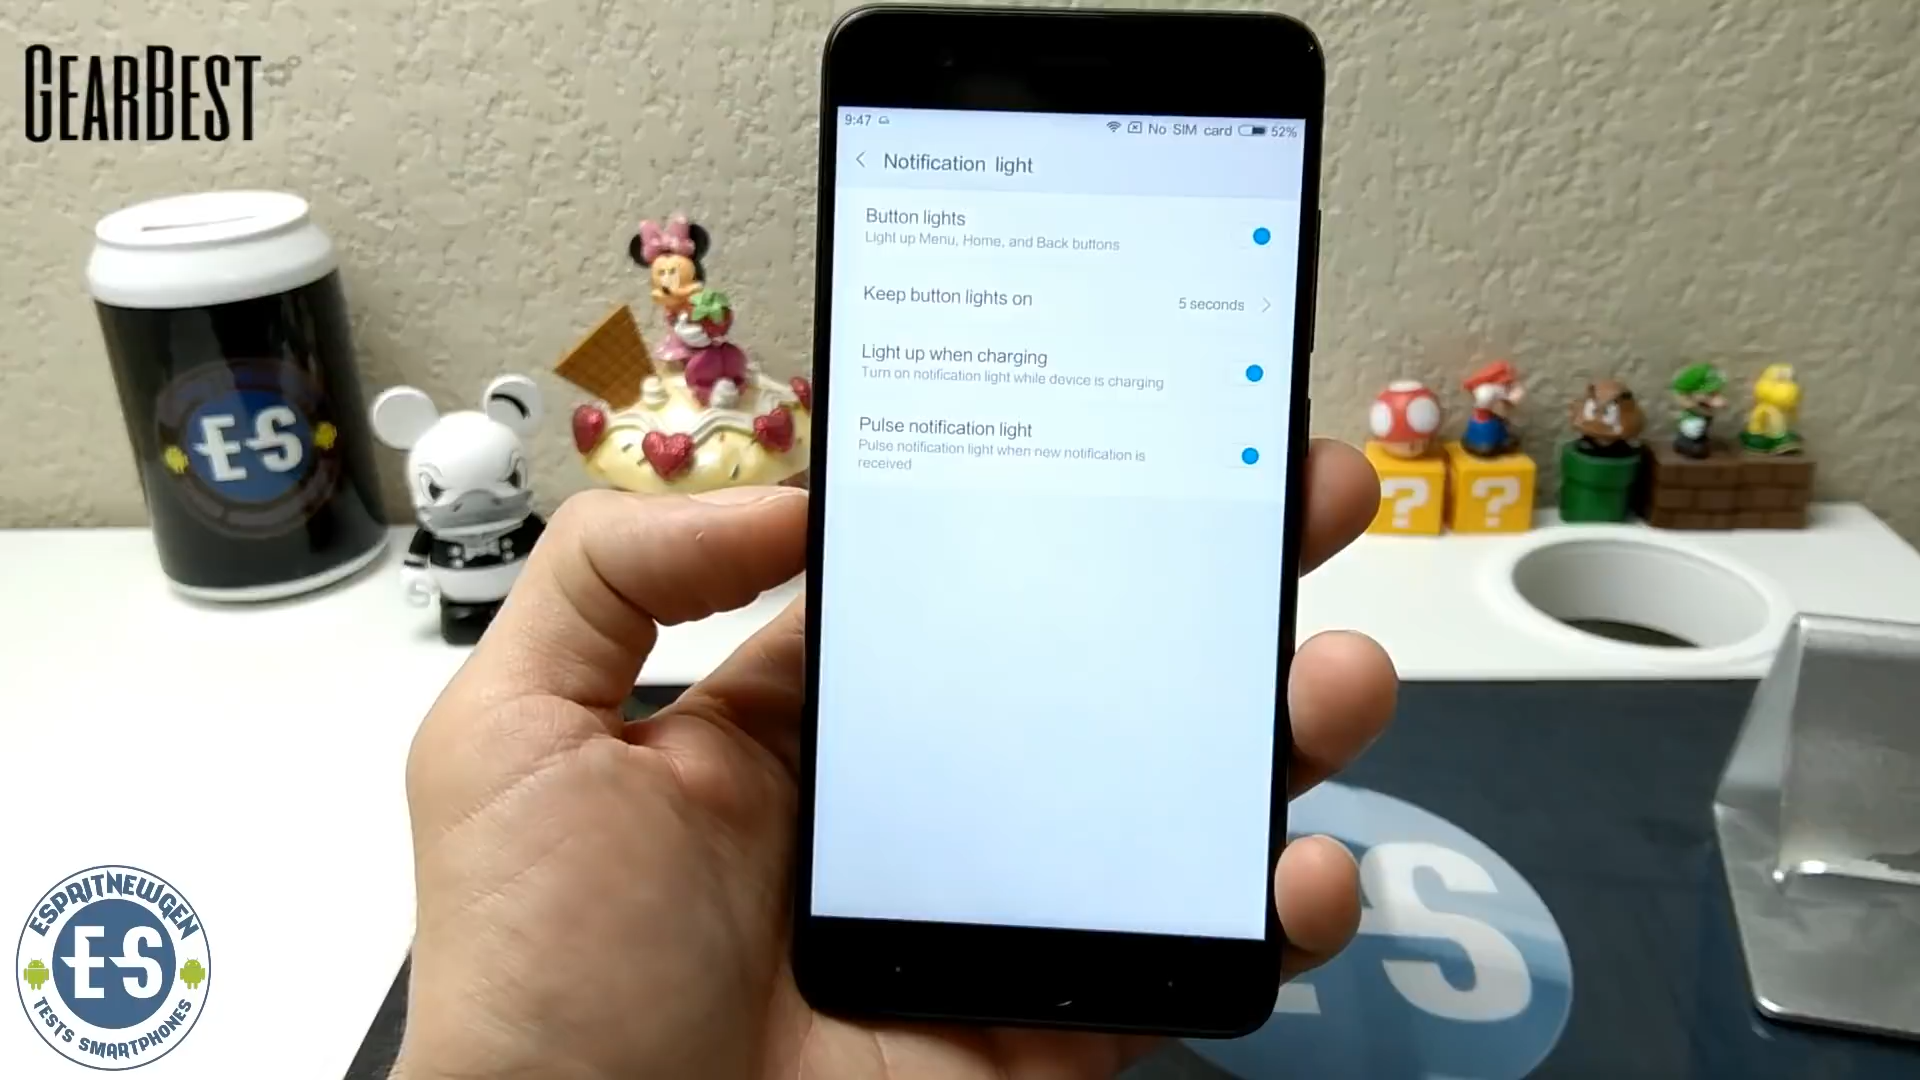 GEARBEST
9:47
No SIM card
52%
Notification light
Button lights
Light up Menu, Home, and Back buttons
Keep button lights on
5 seconds
Light up when charging
Turn on notification light while device is charging
Pulse notification light
Pulse notification light when new notification is
received
ES
?
?
ES
ESPRITNEWGEN
ES
TESTS SMARTPHONES